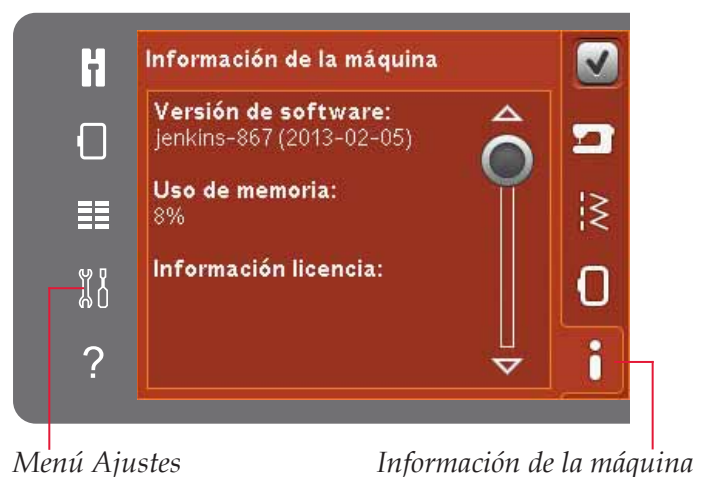 Información de la máquina
Versión de software:
jenkins-867 (2013-02-05)
Uso de memoria:
8%
Información licencia:
?
Menú Ajustes
Información de la máquina